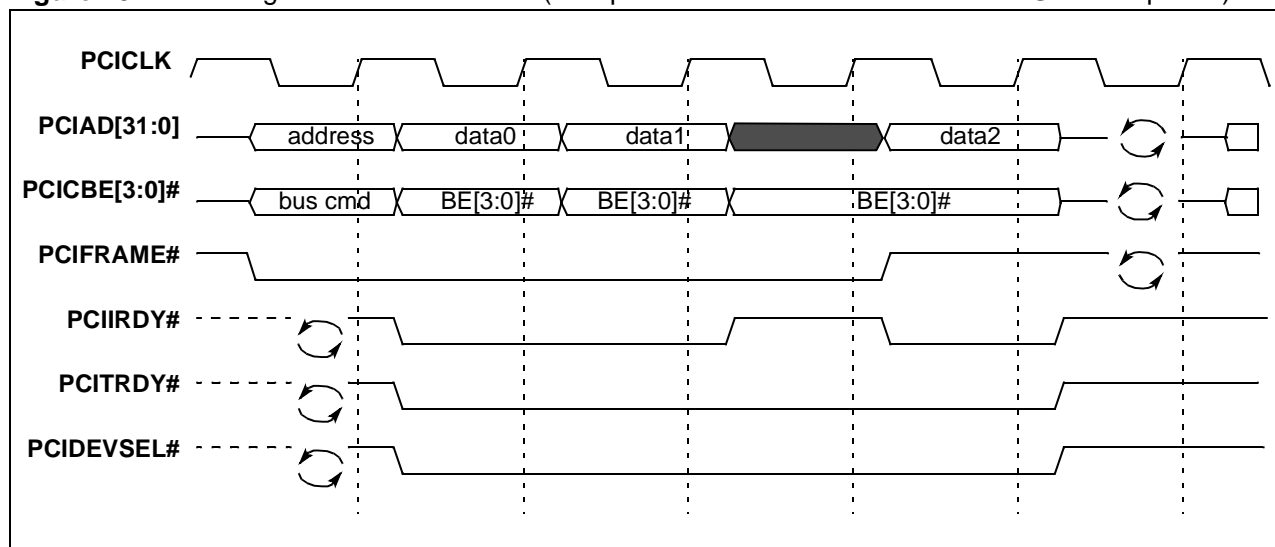 PCICLK
PCIAD[31:0] address data0 data1 data2
PCICBE[3:0]# bus cmd BE[3:0]# BE[3:0]# BE[3:0]#
PCIFRAME#
PCIIRDY#
PCITRDY#
PCIDEVSEL#